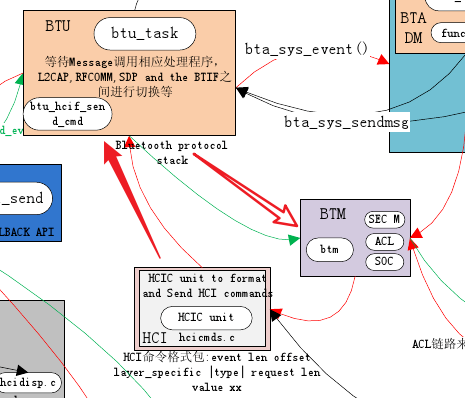 BTU
btu_task
等待Message调用相应处理程序，
L2CAP,RFCOMM,SDP and the BTIF之
间进行切换等
btu_hcif_sen
d_cmd
BTA
DM
func
bta_sys_event()
bta_sys_sendmsg
Bluetooth protocol
stack
_send
LBACK API
BTM
SEC M
btm
ACL
SOC
HCIC unit to format
and Send HCI commands
HCIC unit
HCI hcicmds.c
HCI命令格式包:event len offset
layer_specific |type| request len
value xx
ACL链路来
hcidisp.c